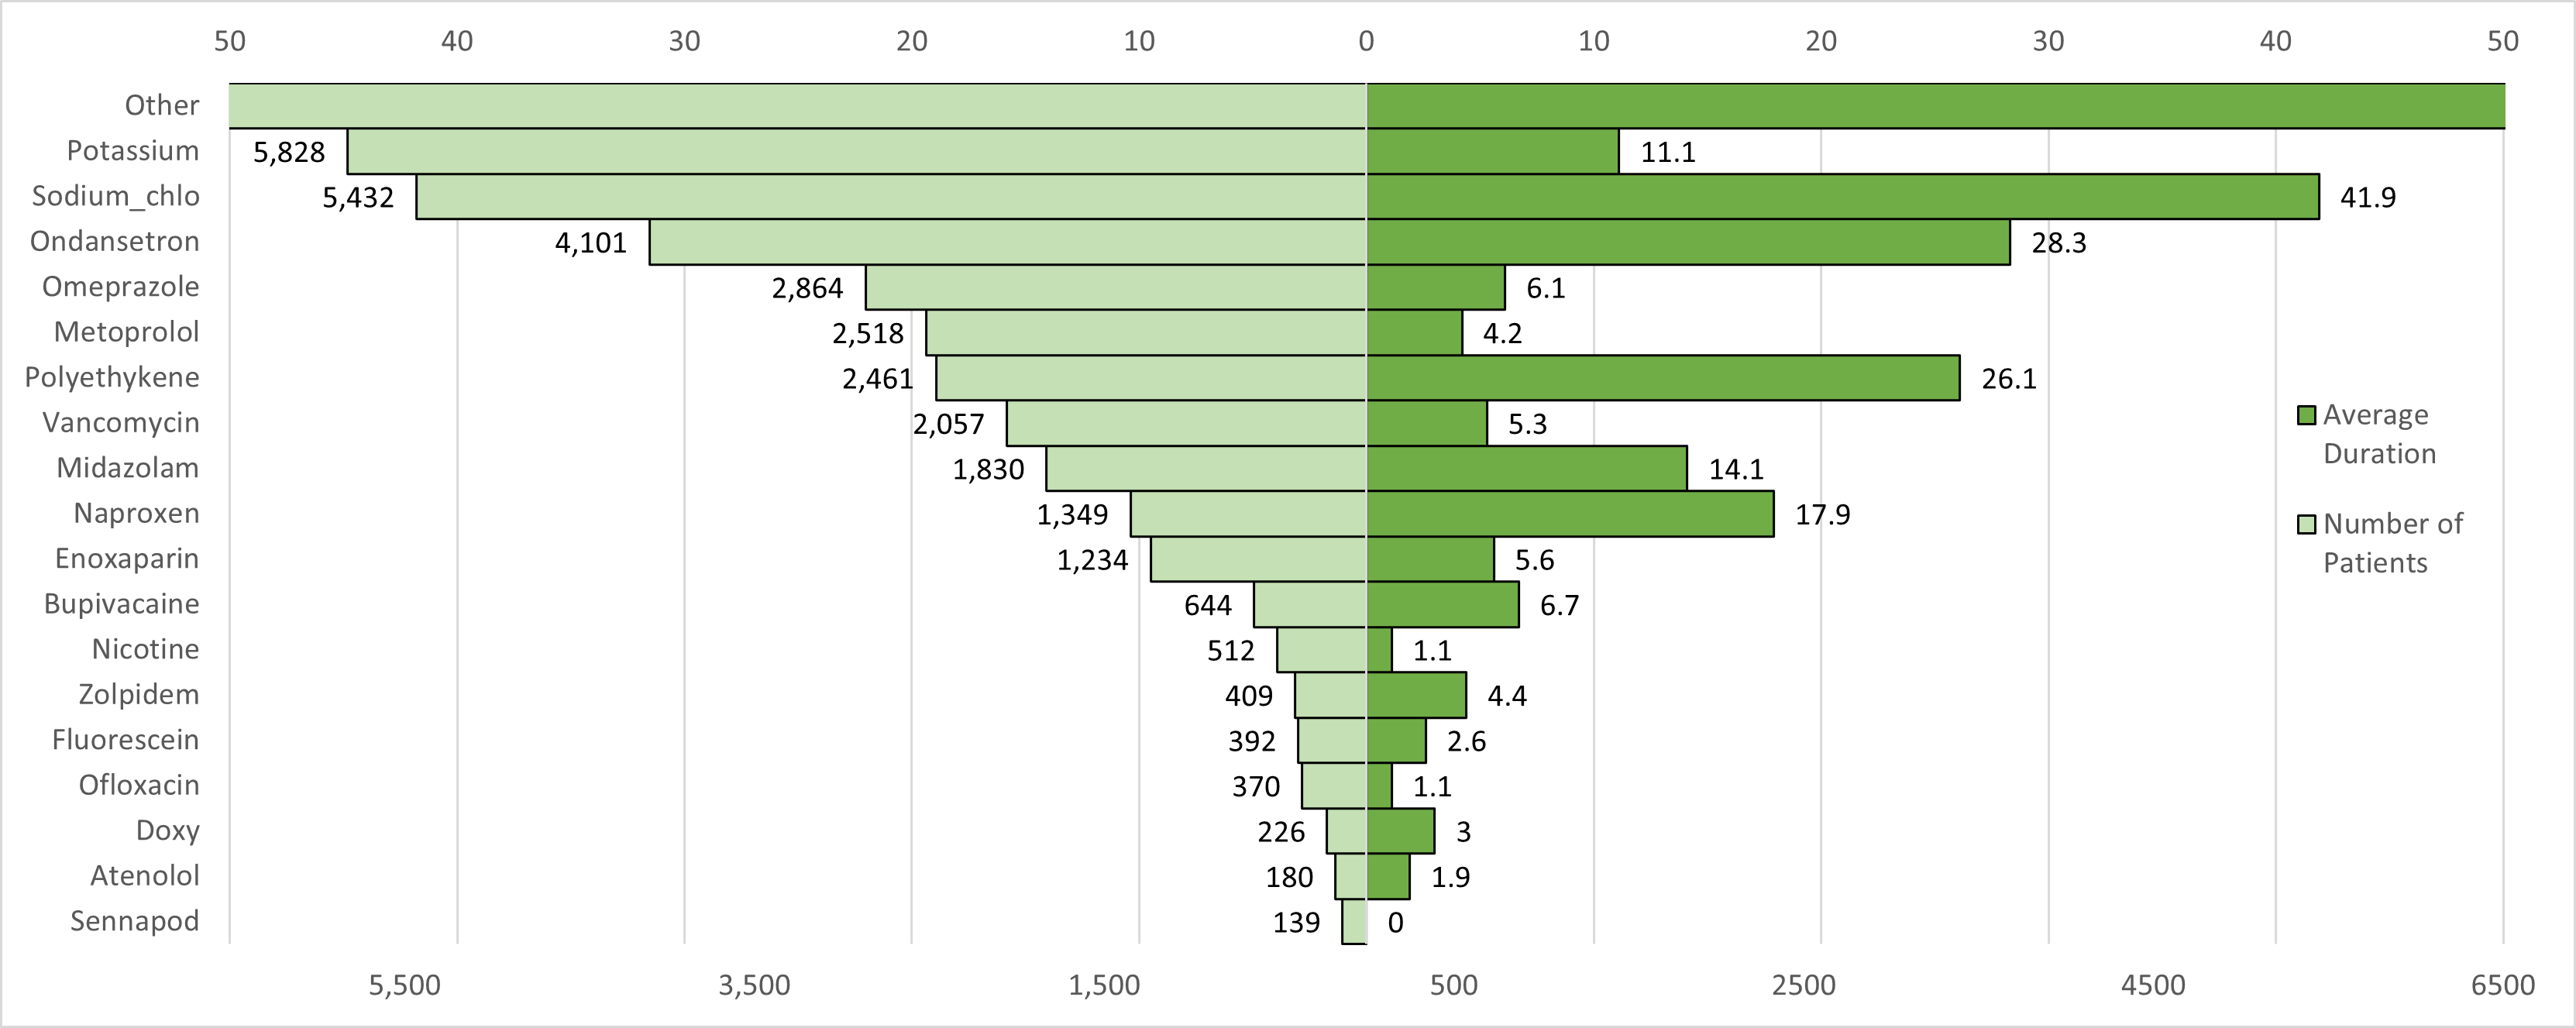 50 40 30 20 10 0 10 20 30 40 50
Other
Potassium 5,828 11.1
Sodium_chlo 5,432 41.9
Ondansetron 4,101 28.3
Omeprazole 2,864 6.1
Metoprolol 2,518 4.2
Polyethykene 2,461 26.1
Vancomycin 2,057 5.3
Midazolam 1,830 14.1
Naproxen 1,349 17.9
Enoxaparin 1,234 5.6
Bupivacaine 644 6.7
Nicotine 512 1.1
Zolpidem 409 4.4
Fluorescein 392 2.6
Ofloxacin 370 1.1
Doxy 226 3
Atenolol 180 1.9
Sennapod 139 0
5,500 3,500 1,500 500 2500 4500 6500
Average
Duration
Number of
Patients